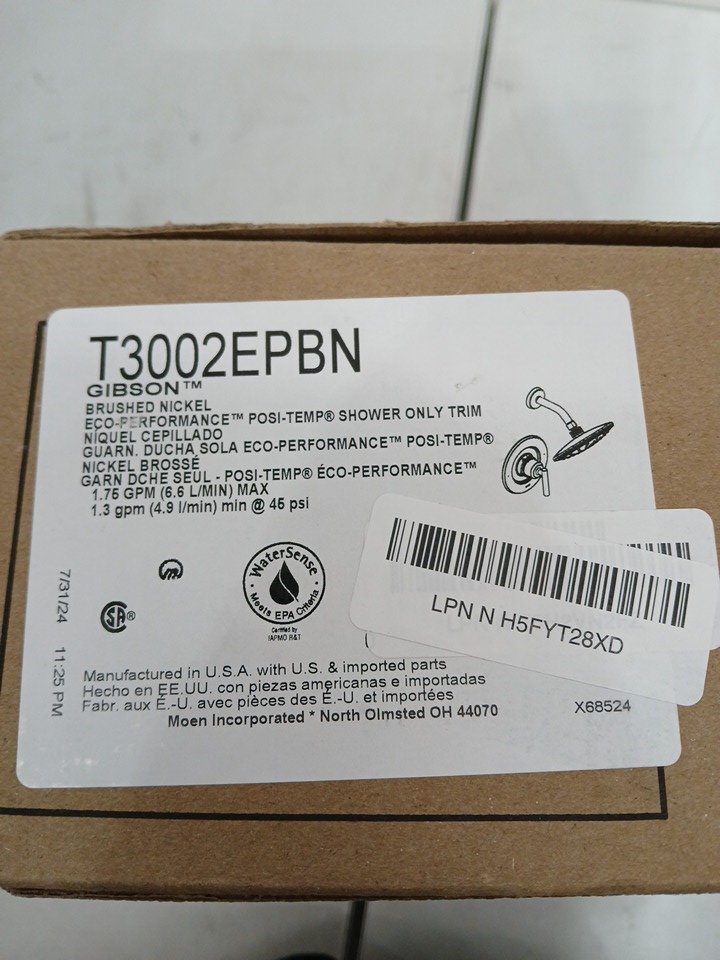 T3002EPBN
GIBSON™
BRUSHED NICKEL
ECO-PERFORMANCE™ POSI-TEMP® SHOWER ONLY TRIM
NÍQUEL CEPILLADO
GUARN. DUCHA SOLA ECO-PERFORMANCE™ POSI-TEMP®
NICKEL BROSSÉ
GARN DCHE SEUL - POSI-TEMP® ÉCO-PERFORMANCE™
1.75 GPM (6.6 L/MIN) MAX
1.3 gpm (4.9 l/min) min @ 45 psi
7/31/24 11:25 PM
SA®
WaterSense
Meets EPA Criteria
Certified by
IAPMO R&T
LPN N H5FYT28XD
Manufactured in U.S.A. with U.S. & imported parts
Hecho en EE.UU. con piezas americanas e importadas
Fabr. aux É.-U. avec pièces des É.-U. et importées
Moen Incorporated * North Olmsted OH 44070
X68524